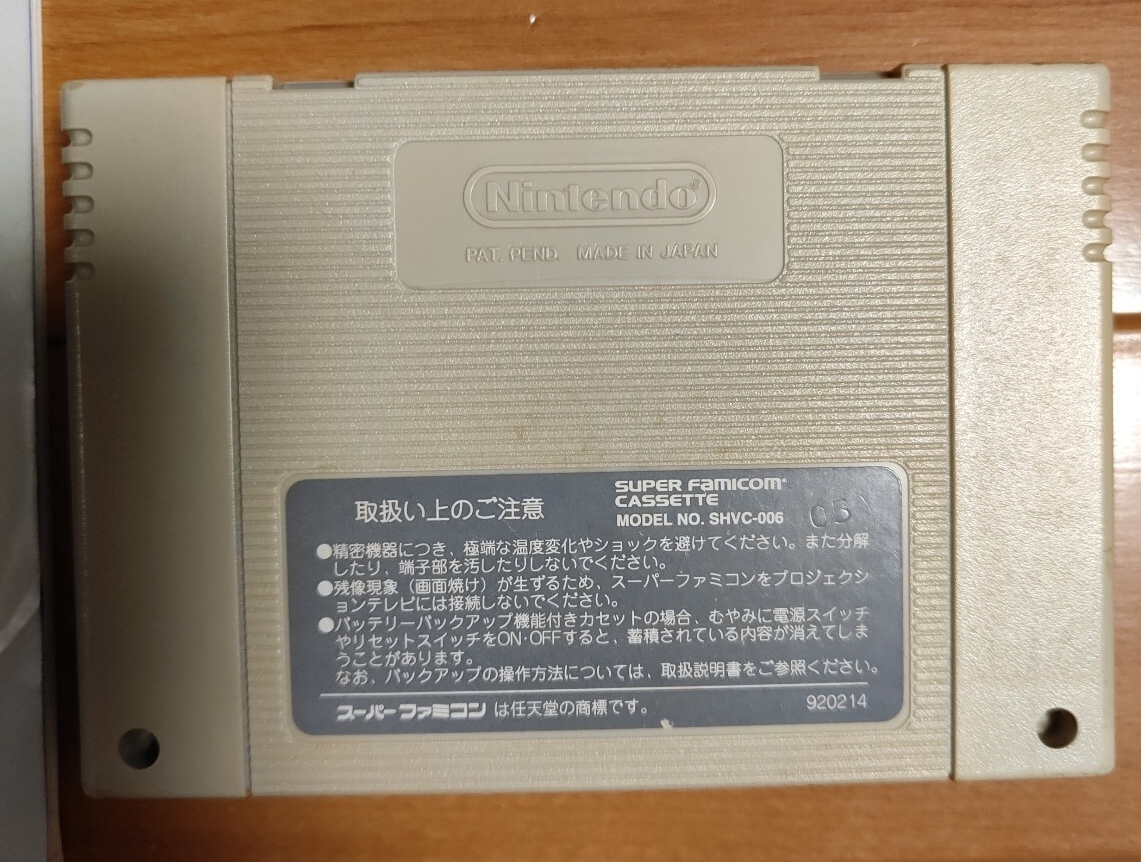 Nintendo®
PAT. PEND. MADE IN JAPAN
取扱い上のご注意
SUPER FAMICOM®
CASSETTE
MODEL NO. SHVC-006
●精密機器につき、極端な温度変化やショックを避けてください。また分解
したり、端子部を汚したりしないでください。
●残像現象（画面焼け）が生ずるため、スーパーファミコンをプロジェクシ
ョンテレビには接続しないでください。
●バッテリーバックアップ機能付きカセットの場合、むやみに電源スイッチ
やリセットスイッチをON·OFFすると、蓄積されている内容が消えてしま
うことがあります。
なお、バックアップの操作方法については、取扱説明書をご参照ください。
スーパーファミコン は任天堂の商標です。
920214